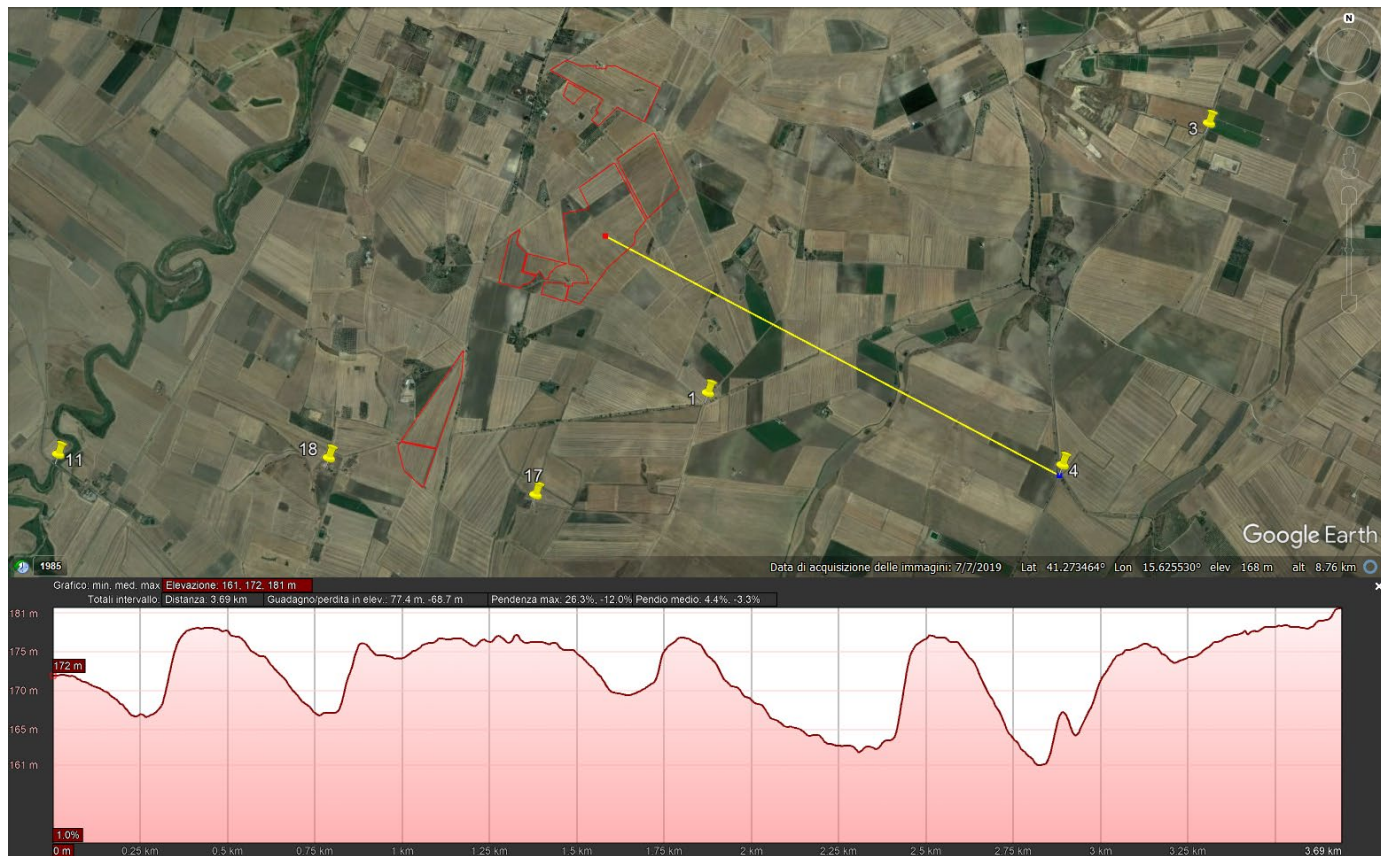 N
3
1
18
11
17
4
Google Earth
1985
Data di acquisizione delle immagini: 7/7/2019 Lat 41.273464° Lon 15.625530° elev 168 m alt 8.76 km
Grafico: min. med. max Elevazione: 161, 172, 181 m
Totali intervallo: Distanza: 3.69 km Guadagno/perdita in elev.: 77.4 m, -68.7 m Pendenza max: 26.3%, -12.0% Pendio medio: 4.4%, -3.3%
181 m
175 m
172 m
170 m
165 m
161 m
1.0%
0 m 0.25 km 0.5 km 0.75 km 1 km 1.25 km 1.5 km 1.75 km 2 km 2.25 km 2.5 km 2.75 km 3 km 3.25 km 3.69 km